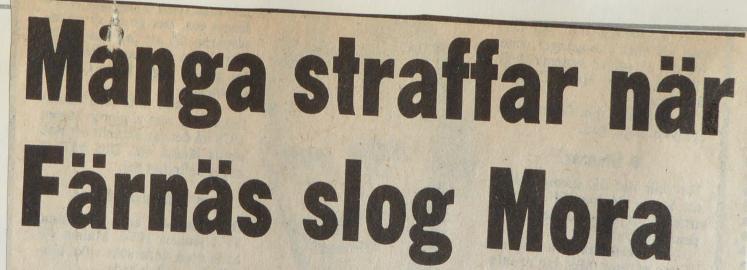 Många straffar när
Färnäs slog Mora